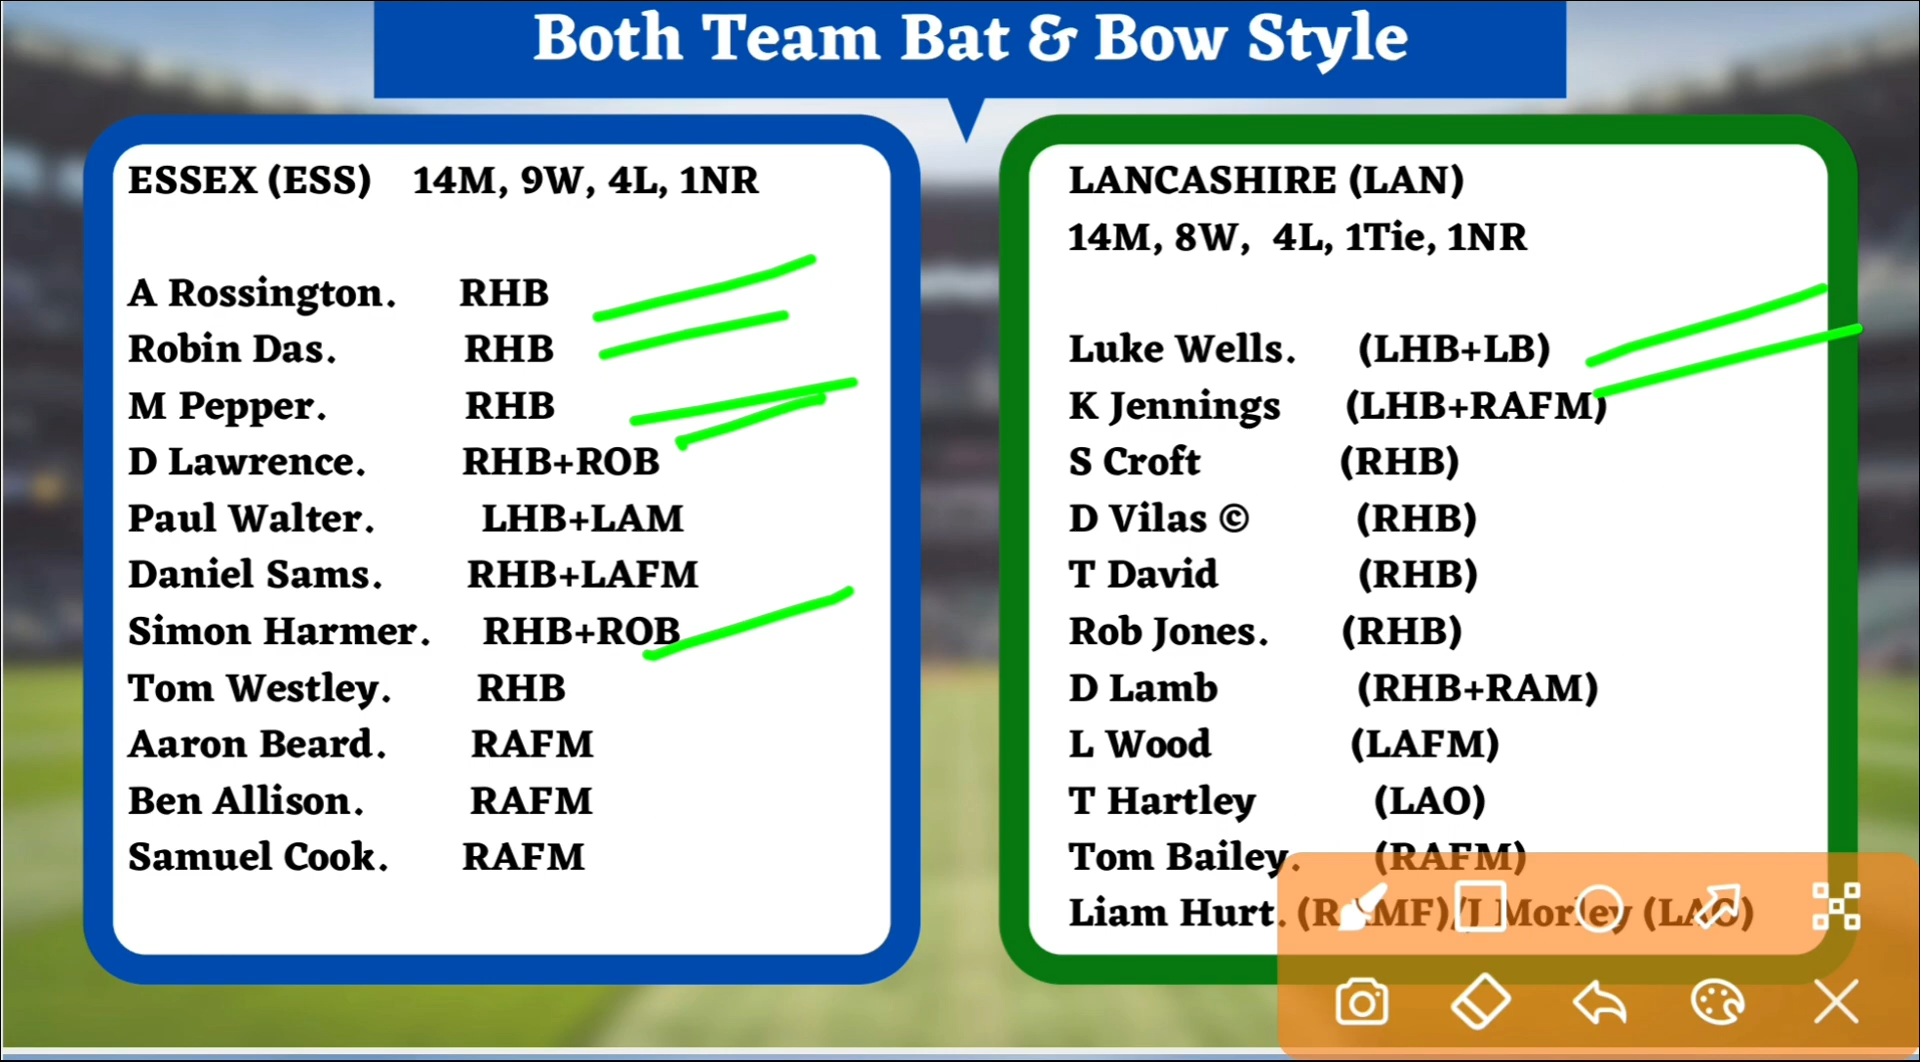 Both Team Bat & Bow Style
ESSEX (ESS) 14M, 9W, 4L, 1NR
A Rossington. RHB
Robin Das. RHB
M Pepper. RHB
D Lawrence. RHB+ROB
Paul Walter. LHB+LAM
Daniel Sams. RHB+LAFM
Simon Harmer. RHB+ROB
Tom Westley. RHB
Aaron Beard. RAFM
Ben Allison. RAFM
Samuel Cook. RAFM
LANCASHIRE (LAN)
14M, 8W, 4L, 1Tie, 1NR
Luke Wells. (LHB+LB)
K Jennings (LHB+RAFM)
S Croft (RHB)
D Vilas © (RHB)
T David (RHB)
Rob Jones. (RHB)
D Lamb (RHB+RAM)
L Wood (LAFM)
T Hartley (LAO)
Tom Bailey. (RAFM)
Liam Hurt. (RAMF)/J Morley (LAO)